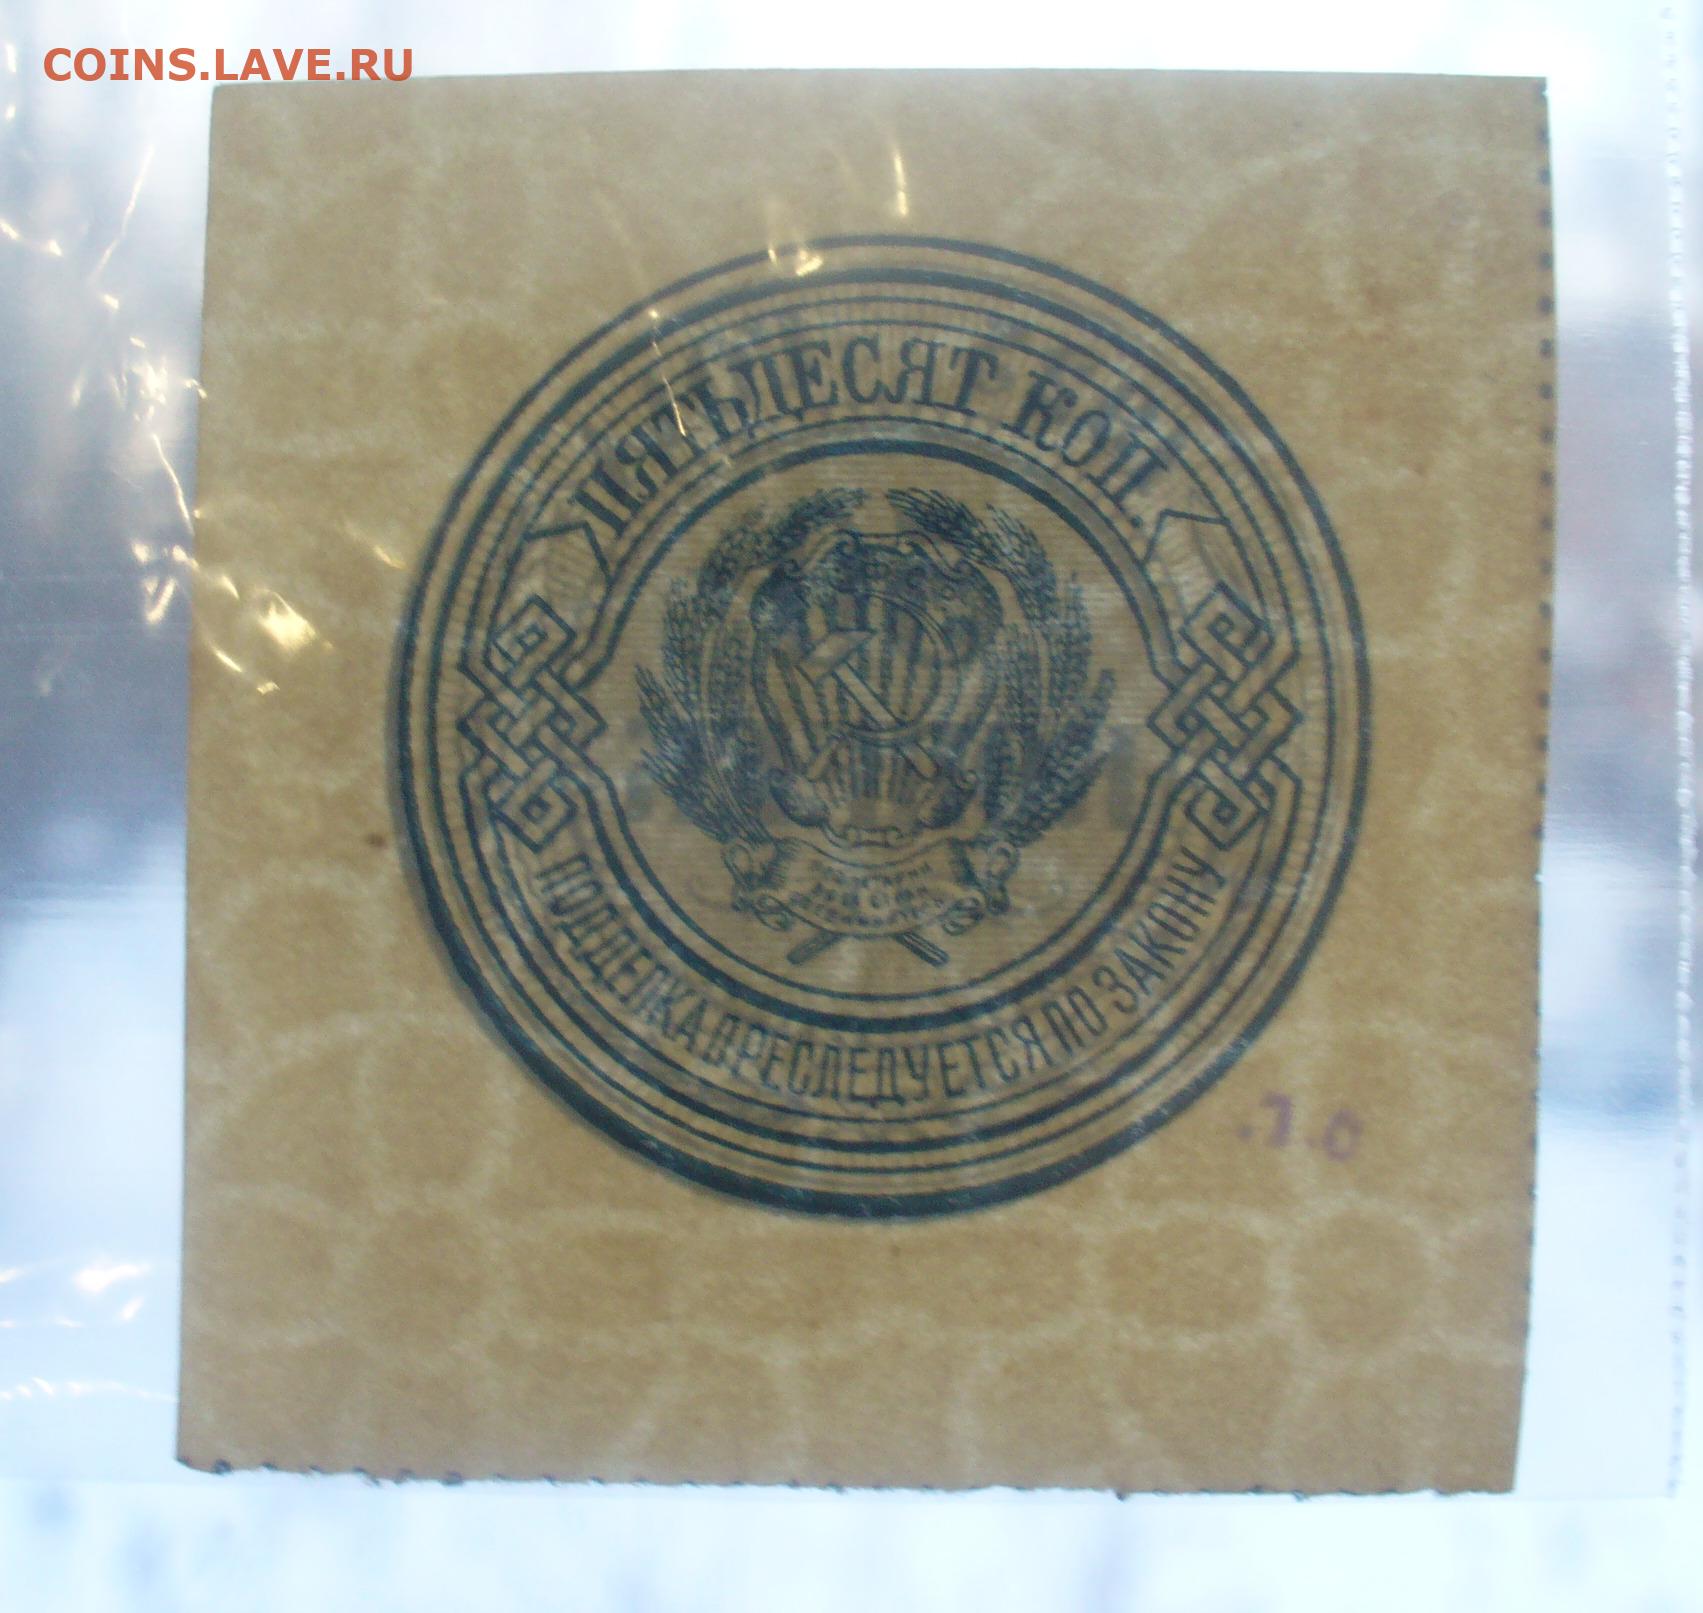 COINS.LAVE.RU
ПЯТЬДЕСЯТ КОП.
ПОДДЕЛКА ПРЕСЛЕДУЕТСЯ ПО ЗАКОНУ